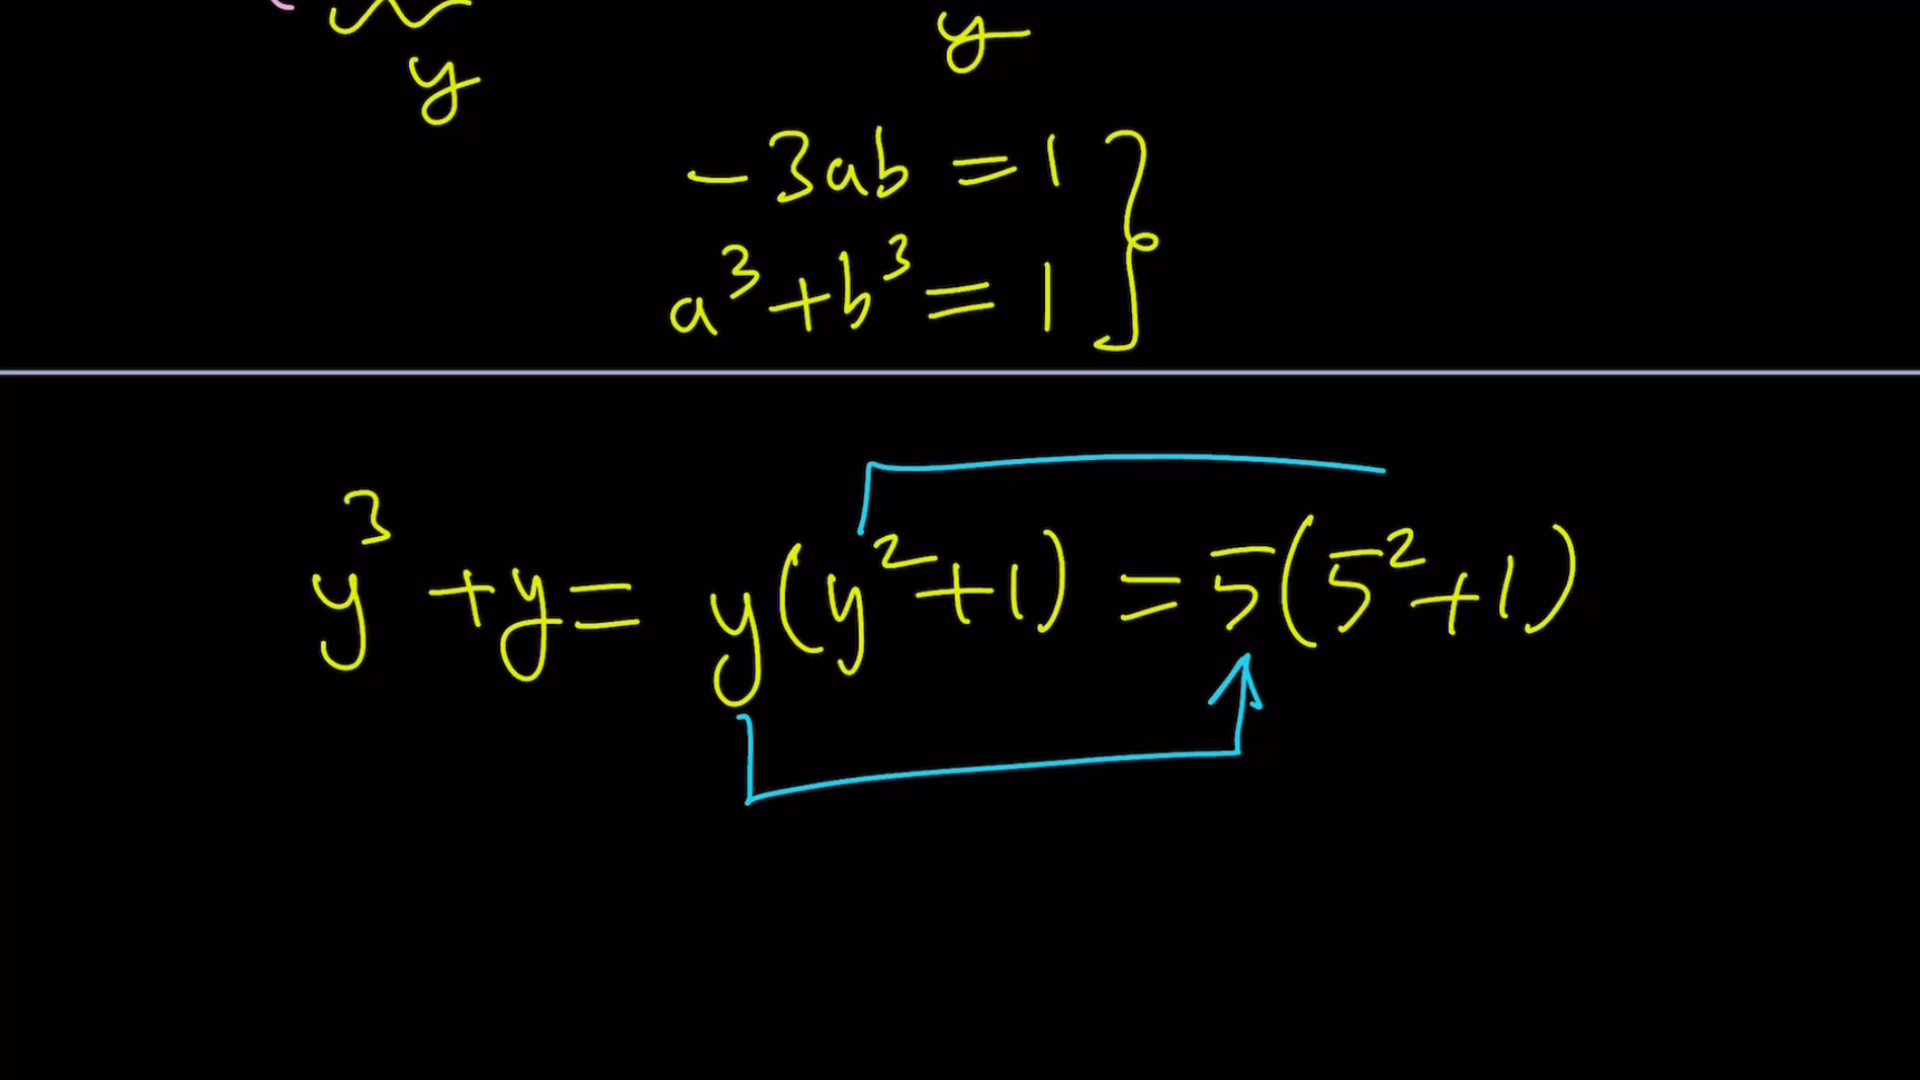 y y
-3ab = 1 }
a³+b³ = 1
y³ + y = y(y²+1) = 5(5²+1)